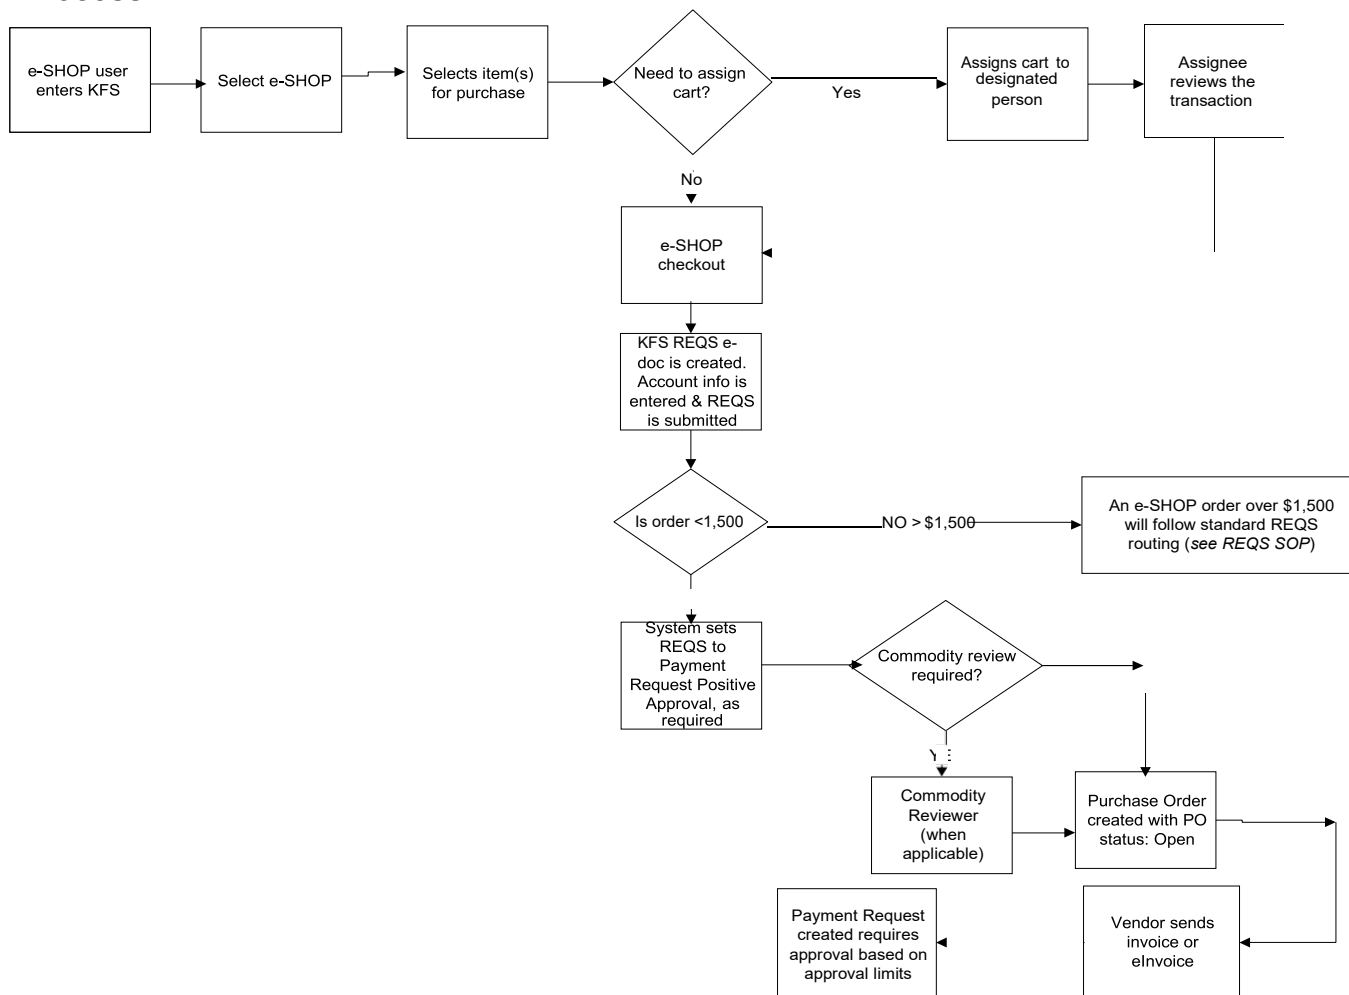 e-SHOP user
enters KFS
Select e-SHOP
Selects item(s)
for purchase
Need to assign
cart?
Yes
Assigns cart to
designated
person
Assignee
reviews the
transaction
No
e-SHOP
checkout
KFS REQS e-
doc is created.
Account info is
entered & REQS
is submitted
Is order <1,500
NO > $1,500
An e-SHOP order over $1,500
will follow standard REQS
routing (see REQS SOP)
System sets
REQS to
Payment
Request Positive
Approval, as
required
Commodity review
required?
Commodity
Reviewer
(when
applicable)
Purchase Order
created with PO
status: Open
Payment Request
created requires
approval based on
approval limits
Vendor sends
invoice or
eInvoice